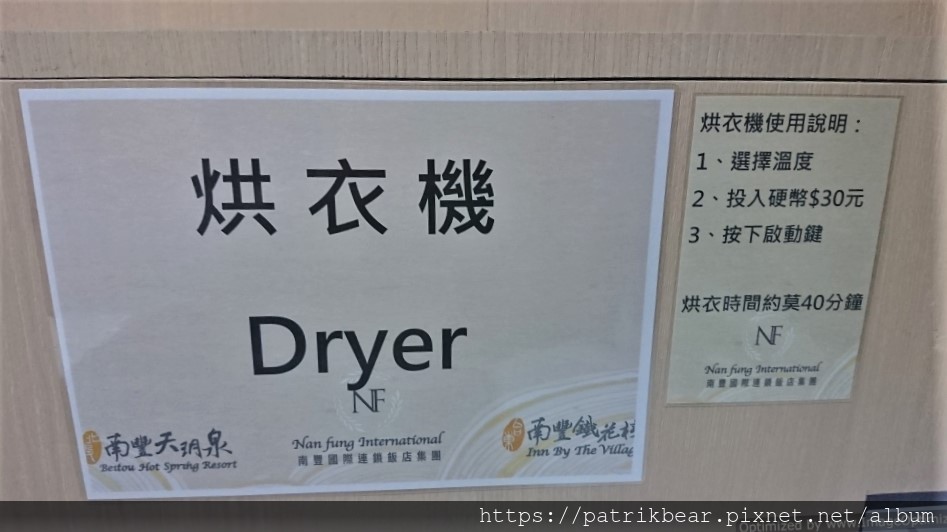 烘衣機
Dryer
NF
Nan fung International
南豐國際連鎖飯店集團
南豐天玥泉
Beitou Hot Spring Resort
南豐鐵花
Inn By The Villag
烘衣機使用說明：
1、選擇溫度
2、投入硬幣$30元
3、按下啟動鍵
烘衣時間約莫40分鐘
NF
Nan fung International
南豐國際連鎖飯店集團
https://patrikbear.pixnet.net/album
Optimized by www.